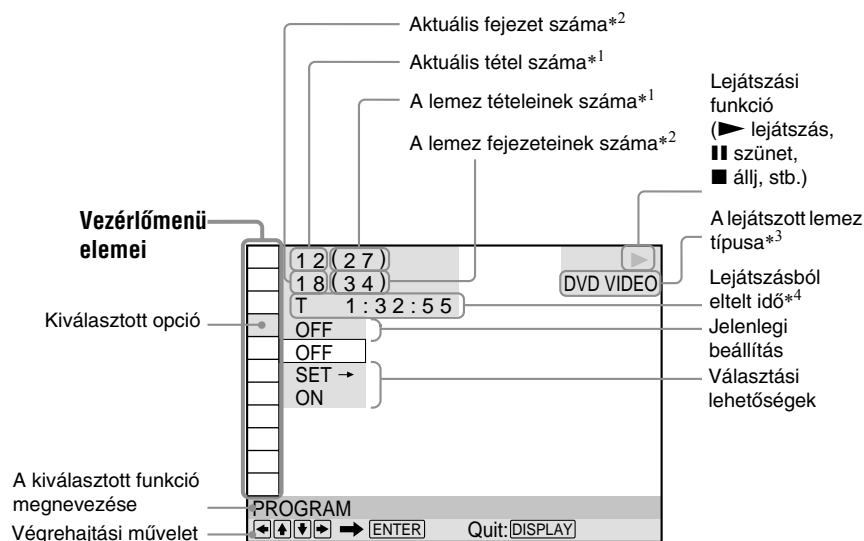 Aktuális fejezet száma*2
Aktuális tétel száma*1
A lemez tételeinek száma*1
A lemez fejezeteinek száma*2
Lejátszási
funkció
(► lejátszás,
❚❚ szünet,
■ állj, stb.)
Vezérlőmenü
elemei
A lejátszott lemez
típusa*3
12(27)
18(34)
►
DVD VIDEO
T 1:32:55
Lejátszásból
eltelt idő*4
Kiválasztott opció
OFF
Jelenlegi
beállítás
OFF
SET →
ON
Választási
lehetőségek
A kiválasztott funkció
megnevezése
PROGRAM
Végrehajtási művelet
←↑↓→ ➡ ENTER Quit: DISPLAY